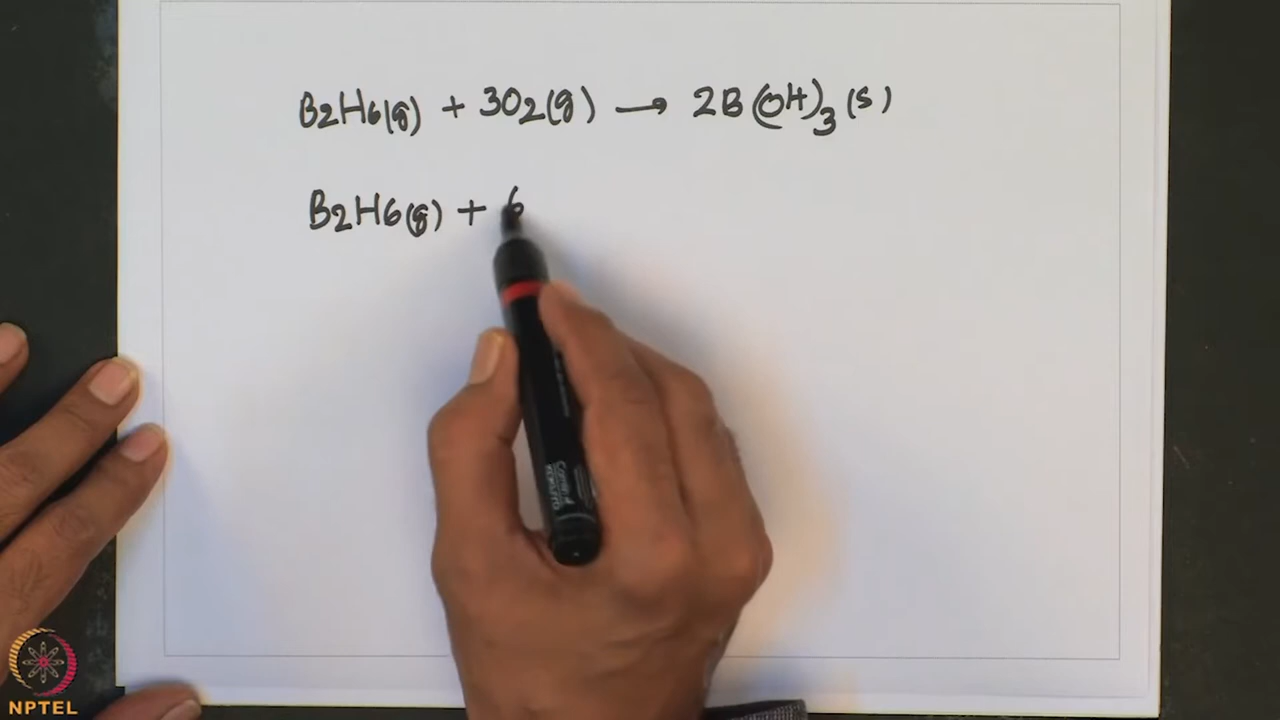 B2H6(g) + 3O2(g) → 2B(OH)3(s)
B2H6(g) + 6
NPTEL